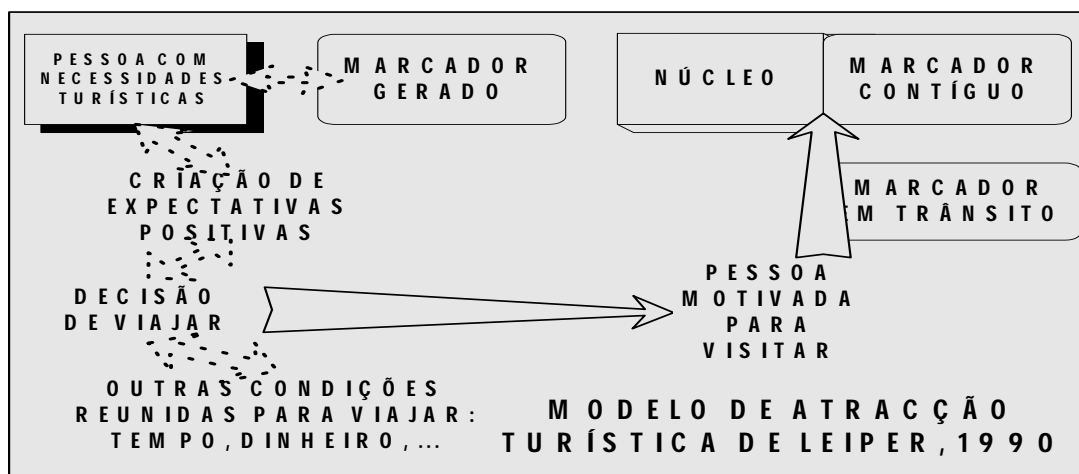 PESSOA COM
NECESSIDADES
TURÍSTICAS
MARCADOR
GERADO
NÚCLEO
MARCADOR
CONTÍGUO
CRIAÇÃO DE
EXPECTATIVAS
POSITIVAS
MARCADOR
EM TRÂNSITO
DECISÃO
DE VIAJAR
PESSOA
MOTIVADA
PARA
VISITAR
OUTRAS CONDIÇÕES
REUNIDAS PARA VIAJAR:
TEMPO, DINHEIRO, ...
MODELO DE ATRACÇÃO
TURÍSTICA DE LEIPER, 1990